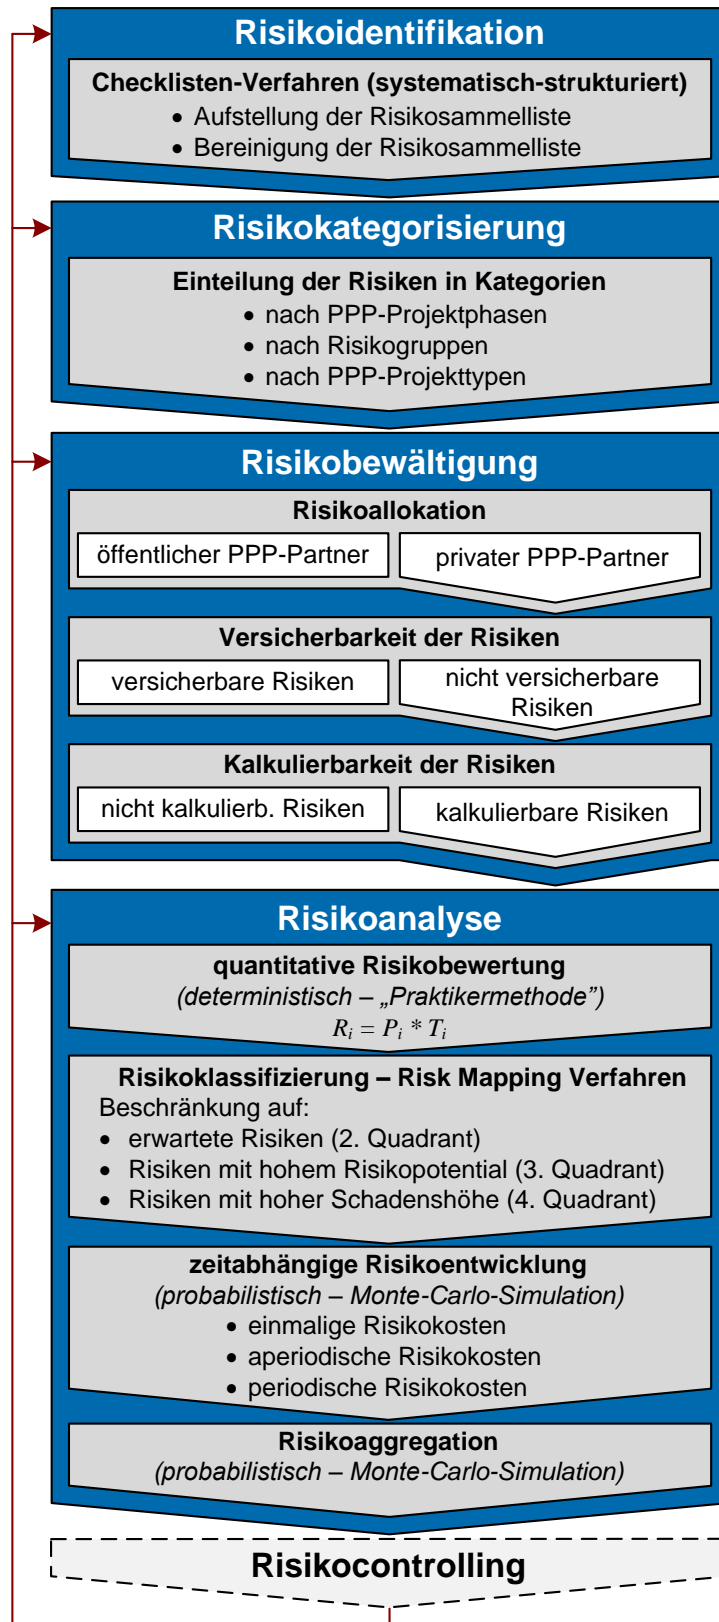 Risikoidentifikation
Checklisten-Verfahren (systematisch-strukturiert)
• Aufstellung der Risikosammelliste
• Bereinigung der Risikosammelliste
Risikokategorisierung
Einteilung der Risiken in Kategorien
• nach PPP-Projektphasen
• nach Risikogruppen
• nach PPP-Projekttypen
Risikobewältigung
Risikoallokation
öffentlicher PPP-Partner
privater PPP-Partner
Versicherbarkeit der Risiken
versicherbare Risiken
nicht versicherbare
Risiken
Kalkulierbarkeit der Risiken
nicht kalkulierb. Risiken
kalkulierbare Risiken
Risikoanalyse
quantitative Risikobewertung
(deterministisch – „Praktikermethode”)
R_i = P_i * T_i
Risikoklassifizierung – Risk Mapping Verfahren
Beschränkung auf:
• erwartete Risiken (2. Quadrant)
• Risiken mit hohem Risikopotential (3. Quadrant)
• Risiken mit hoher Schadenshöhe (4. Quadrant)
zeitabhängige Risikoentwicklung
(probabilistisch – Monte-Carlo-Simulation)
• einmalige Risikokosten
• aperiodische Risikokosten
• periodische Risikokosten
Risikoaggregation
(probabilistisch – Monte-Carlo-Simulation)
Risikocontrolling